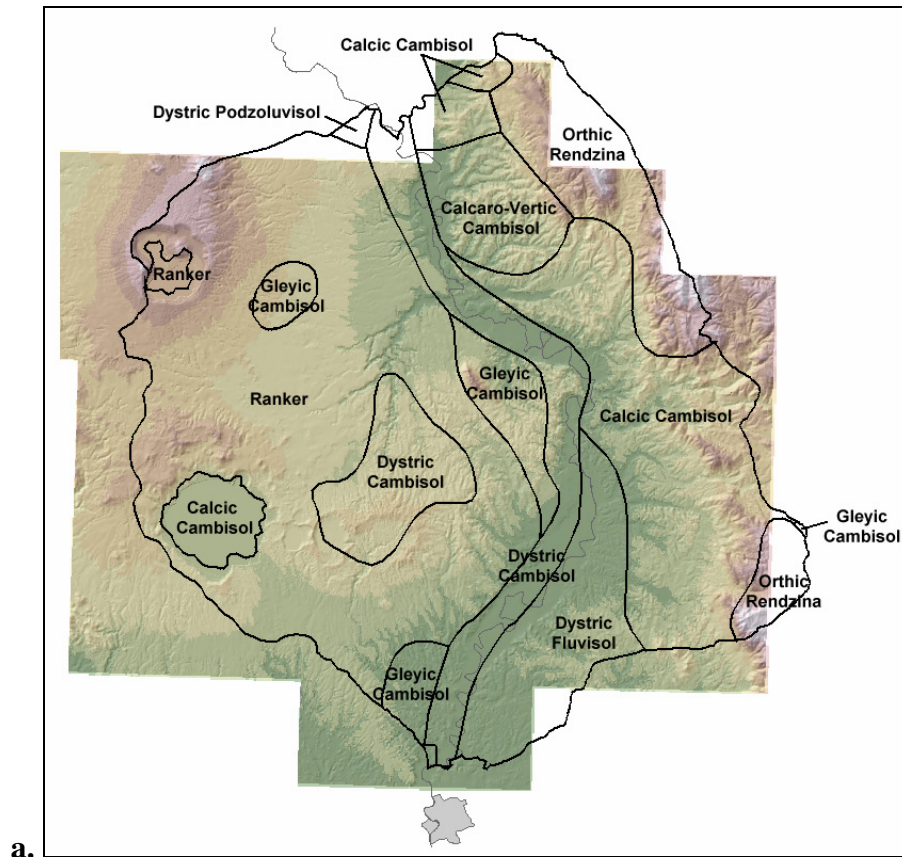 Calcic Cambisol
Dystric Podzoluvisol
Orthic
Rendzina
Calcaro-Vertic
Cambisol
Ranker
Gleyic
Cambisol
Gleyic
Cambisol
Ranker
Calcic Cambisol
Dystric
Cambisol
Calcic
Cambisol
Gleyic
Cambisol
Dystric
Cambisol
Orthic
Rendzina
Dystric
Fluvisol
Gleyic
Cambisol
a.